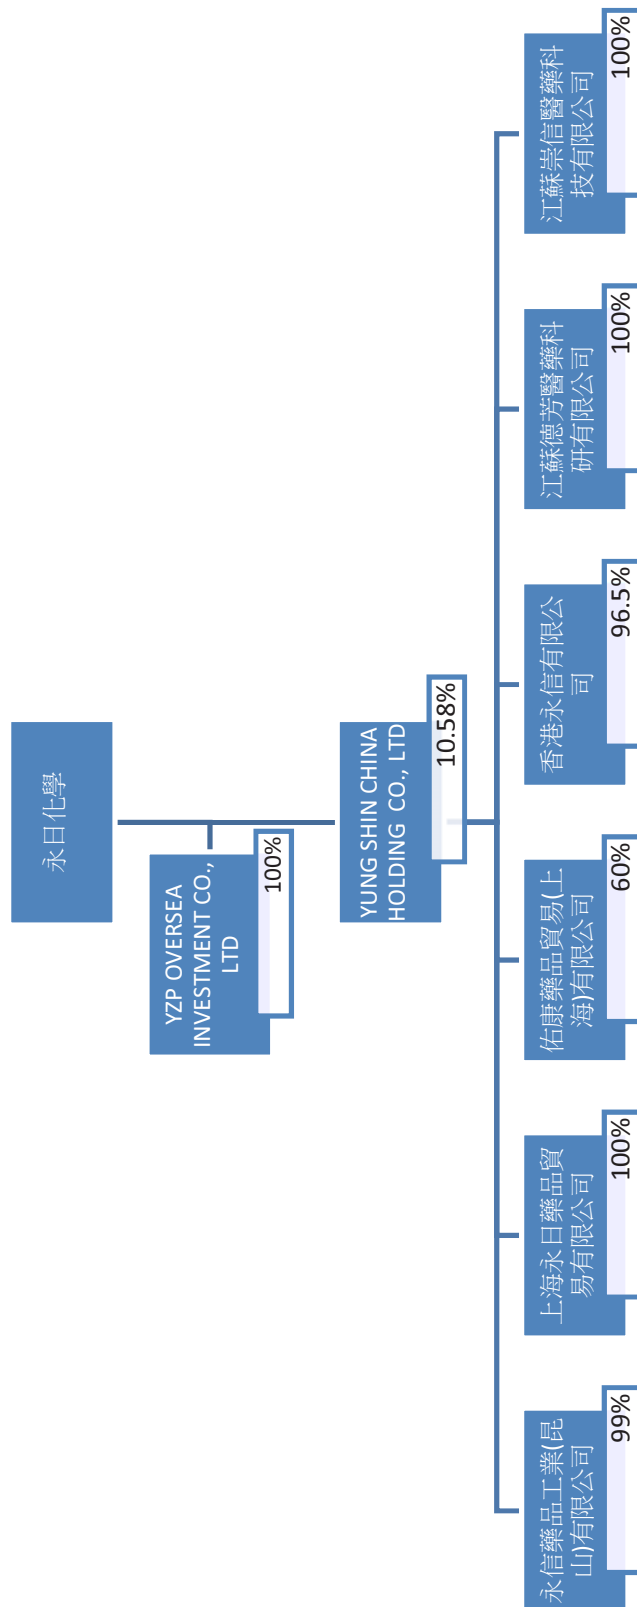 永日化學
YZP OVERSEA
INVESTMENT CO.,
LTD
100%
YUNG SHIN CHINA
HOLDING CO., LTD
10.58%
永信藥品工業(昆
山)有限公司
99%
上海永日藥品貿
易有限公司
100%
佑康藥品貿易(上
海)有限公司
60%
香港永信有限公
司
96.5%
江蘇德芳醫藥科
研有限公司
100%
江蘇崇信醫藥科
技有限公司
100%